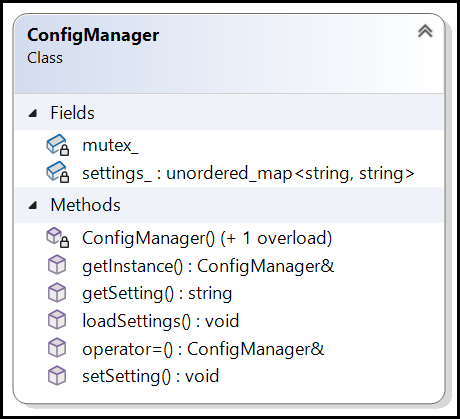 ConfigManager
Class
Fields
mutex_
settings_ : unordered_map<string, string>
Methods
ConfigManager() (+ 1 overload)
getInstance() : ConfigManager&
getSetting() : string
loadSettings() : void
operator=() : ConfigManager&
setSetting() : void